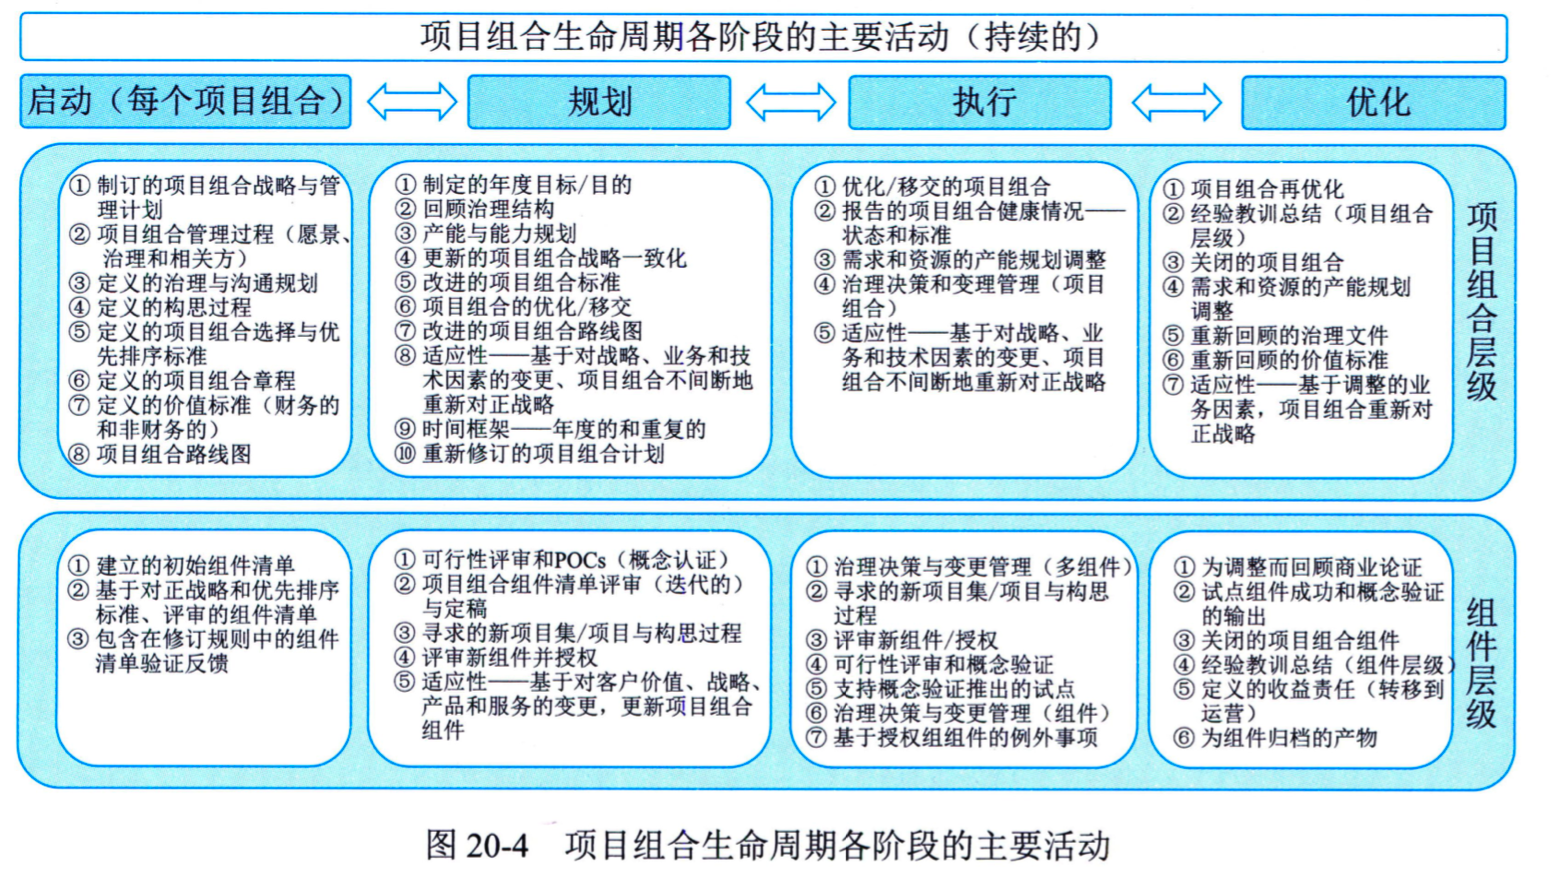 项目组合生命周期各阶段的主要活动（持续的）
启动（每个项目组合）
规划
执行
优化
① 制订的项目组合战略与管
理计划
② 项目组合管理过程（愿景、
治理和相关方）
③ 定义的治理与沟通规划
④ 定义的构思过程
⑤ 定义的项目组合选择与优
先排序标准
⑥ 定义的项目组合章程
⑦ 定义的价值标准（财务的
和非财务的）
⑧ 项目组合路线图
① 制定的年度目标/目的
② 回顾治理结构
③ 产能与能力规划
④ 更新的项目组合战略一致化
⑤ 改进的项目组合标准
⑥ 项目组合的优化/移交
⑦ 改进的项目组合路线图
⑧ 适应性——基于对战略、业务和技
术因素的变更、项目组合不间断地
重新对正战略
⑨ 时间框架——年度的和重复的
⑩ 重新修订的项目组合计划
① 优化/移交的项目组合
② 报告的项目组合健康情况——
状态和标准
③ 需求和资源的产能规划调整
④ 治理决策和变理管理（项目
组合）
⑤ 适应性——基于对战略、业
务和技术因素的变更、项目
组合不间断地重新对正战略
① 项目组合再优化
② 经验教训总结（项目组合
层级）
③ 关闭的项目组合
④ 需求和资源的产能规划
调整
⑤ 重新回顾的治理文件
⑥ 重新回顾的价值标准
⑦ 适应性——基于调整的业
务因素，项目组合重新对
正战略
项目组合层级
① 建立的初始组件清单
② 基于对正战略和优先排序
标准、评审的组件清单
③ 包含在修订规则中的组件
清单验证反馈
① 可行性评审和POCs（概念认证）
② 项目组合组件清单评审（迭代的）
与定稿
③ 寻求的新项目集/项目与构思过程
④ 评审新组件并授权
⑤ 适应性——基于对客户价值、战略、
产品和服务的变更，更新项目组合
组件
① 治理决策与变更管理（多组件）
② 寻求的新项目集/项目与构思
过程
③ 评审新组件/授权
④ 可行性评审和概念验证
⑤ 支持概念验证推出的试点
⑥ 治理决策与变更管理（组件）
⑦ 基于授权组组件的例外事项
① 为调整而回顾商业论证
② 试点组件成功和概念验证
的输出
③ 关闭的项目组合组件
④ 经验教训总结（组件层级）
⑤ 定义的收益责任（转移到
运营）
⑥ 为组件归档的产物
组件层级
图 20-4 项目组合生命周期各阶段的主要活动